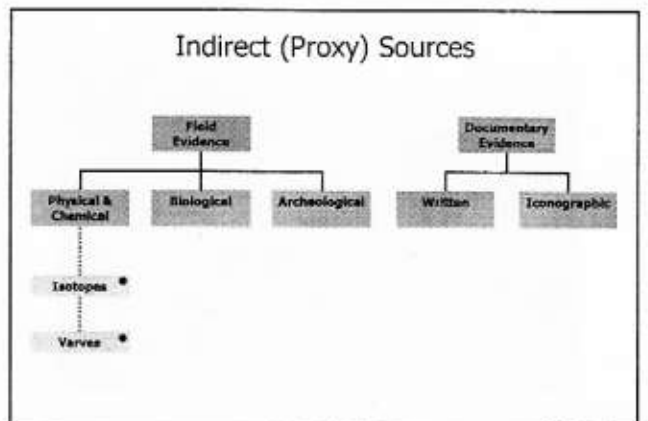 Indirect (Proxy) Sources
Field
Evidence
Documentary
Evidence
Physical &
Chemical
Biological
Archeological
Written
Iconographic
Isotopes
Varves